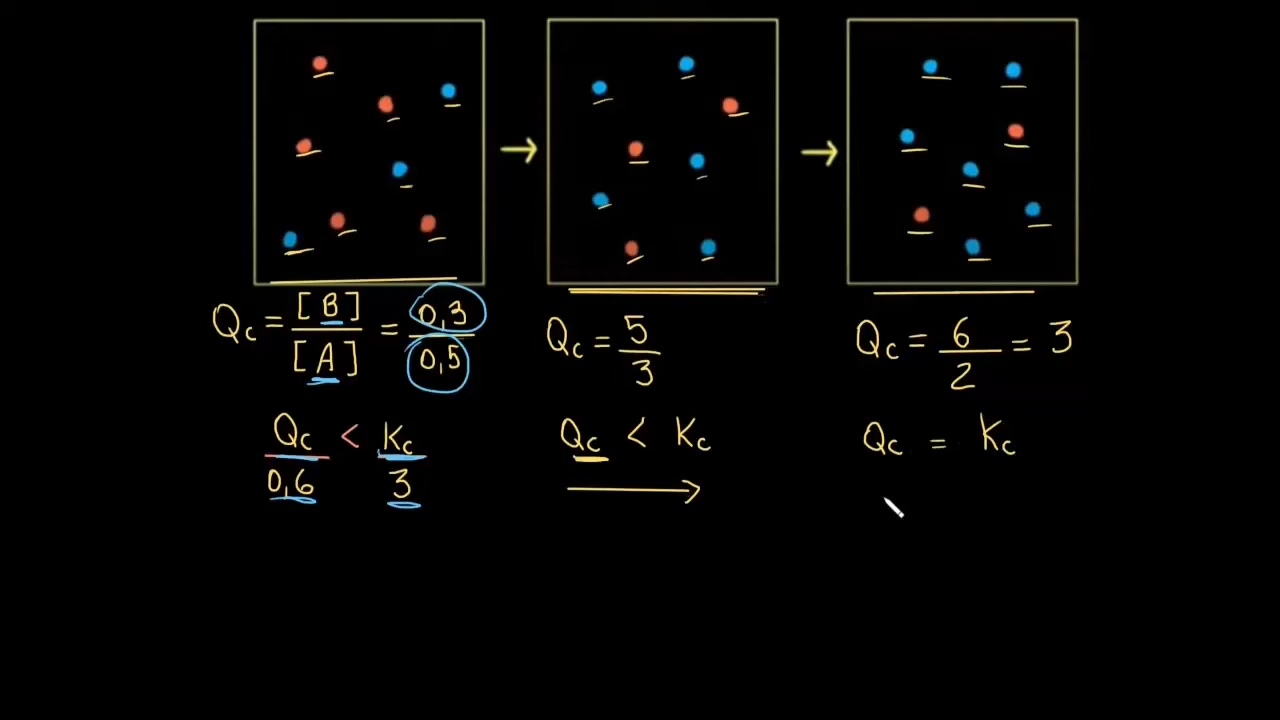 Qc = [B] / [A] = 0,3 / 0,5
Qc = 5 / 3
Qc = 6 / 2 = 3
Qc < Kc
0,6 3
Qc < Kc
Qc = Kc